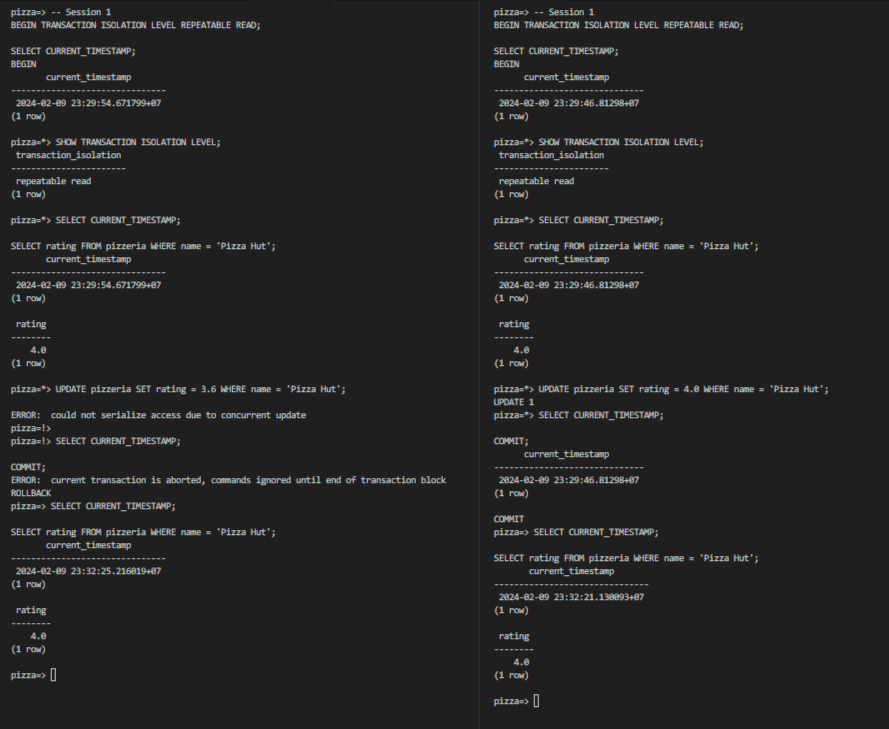 pizza=> -- Session 1
BEGIN TRANSACTION ISOLATION LEVEL REPEATABLE READ;
SELECT CURRENT_TIMESTAMP;
BEGIN
current_timestamp
-------------------------------
2024-02-09 23:29:54.671799+07
(1 row)
pizza=*> SHOW TRANSACTION ISOLATION LEVEL;
transaction_isolation
-----------------------
repeatable read
(1 row)
pizza=*> SELECT CURRENT_TIMESTAMP;
SELECT rating FROM pizzeria WHERE name = 'Pizza Hut';
current_timestamp
-------------------------------
2024-02-09 23:29:54.671799+07
(1 row)
rating
--------
4.0
(1 row)
pizza=*> UPDATE pizzeria SET rating = 3.6 WHERE name = 'Pizza Hut';
ERROR:  could not serialize access due to concurrent update
pizza=!>
pizza=!> SELECT CURRENT_TIMESTAMP;
COMMIT;
ERROR:  current transaction is aborted, commands ignored until end of transaction block
ROLLBACK
pizza=> SELECT CURRENT_TIMESTAMP;
SELECT rating FROM pizzeria WHERE name = 'Pizza Hut';
current_timestamp
-------------------------------
2024-02-09 23:32:25.216019+07
(1 row)
rating
--------
4.0
(1 row)
pizza=>
pizza=> -- Session 1
BEGIN TRANSACTION ISOLATION LEVEL REPEATABLE READ;
SELECT CURRENT_TIMESTAMP;
BEGIN
current_timestamp
------------------------------
2024-02-09 23:29:46.81298+07
(1 row)
pizza=*> SHOW TRANSACTION ISOLATION LEVEL;
transaction_isolation
-----------------------
repeatable read
(1 row)
pizza=*> SELECT CURRENT_TIMESTAMP;
SELECT rating FROM pizzeria WHERE name = 'Pizza Hut';
current_timestamp
------------------------------
2024-02-09 23:29:46.81298+07
(1 row)
rating
--------
4.0
(1 row)
pizza=*> UPDATE pizzeria SET rating = 4.0 WHERE name = 'Pizza Hut';
UPDATE 1
pizza=*> SELECT CURRENT_TIMESTAMP;
COMMIT;
current_timestamp
------------------------------
2024-02-09 23:29:46.81298+07
(1 row)
COMMIT
pizza=> SELECT CURRENT_TIMESTAMP;
SELECT rating FROM pizzeria WHERE name = 'Pizza Hut';
current_timestamp
-------------------------------
2024-02-09 23:32:21.130093+07
(1 row)
rating
--------
4.0
(1 row)
pizza=>